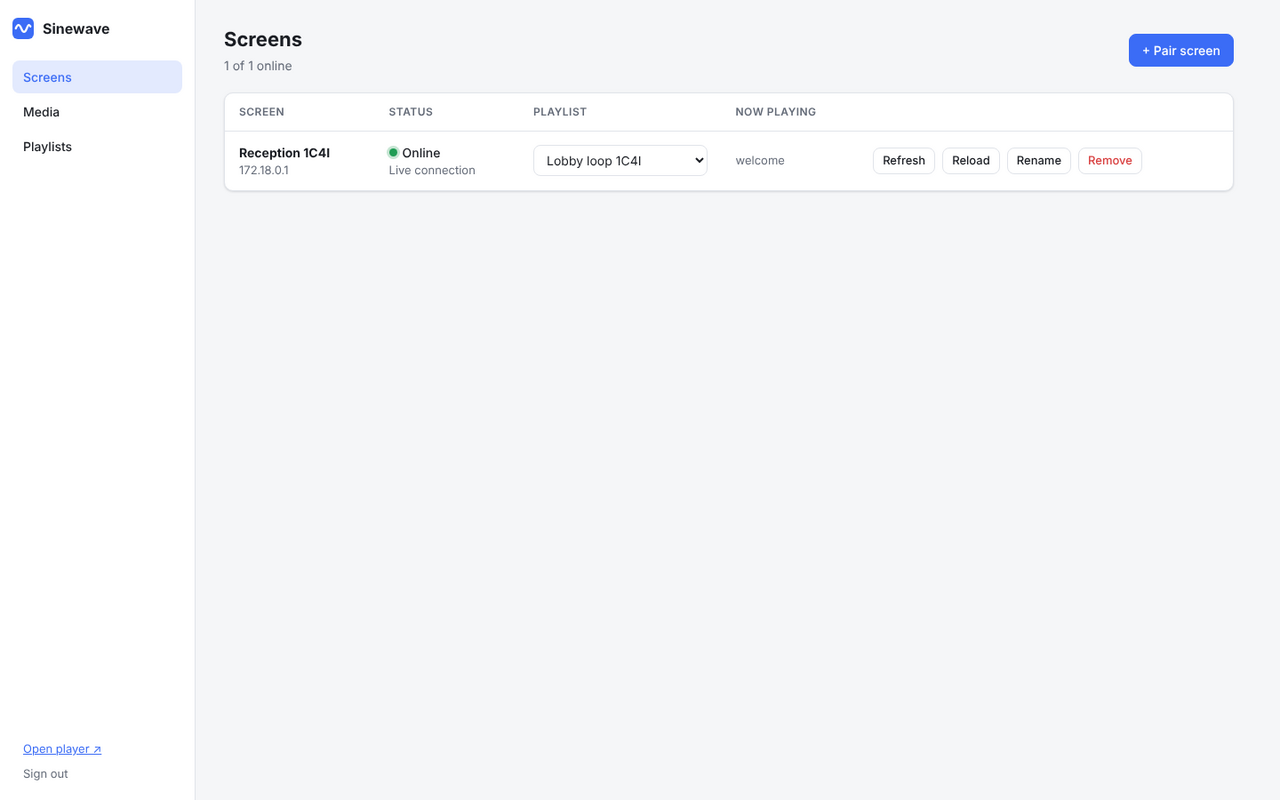 Sinewave
Screens
Media
Playlists
Open player ↗
Sign out
Screens
1 of 1 online
+ Pair screen
SCREEN STATUS PLAYLIST NOW PLAYING
Reception 1C4I Online Lobby loop 1C4I welcome Refresh Reload Rename Remove
172.18.0.1 Live connection